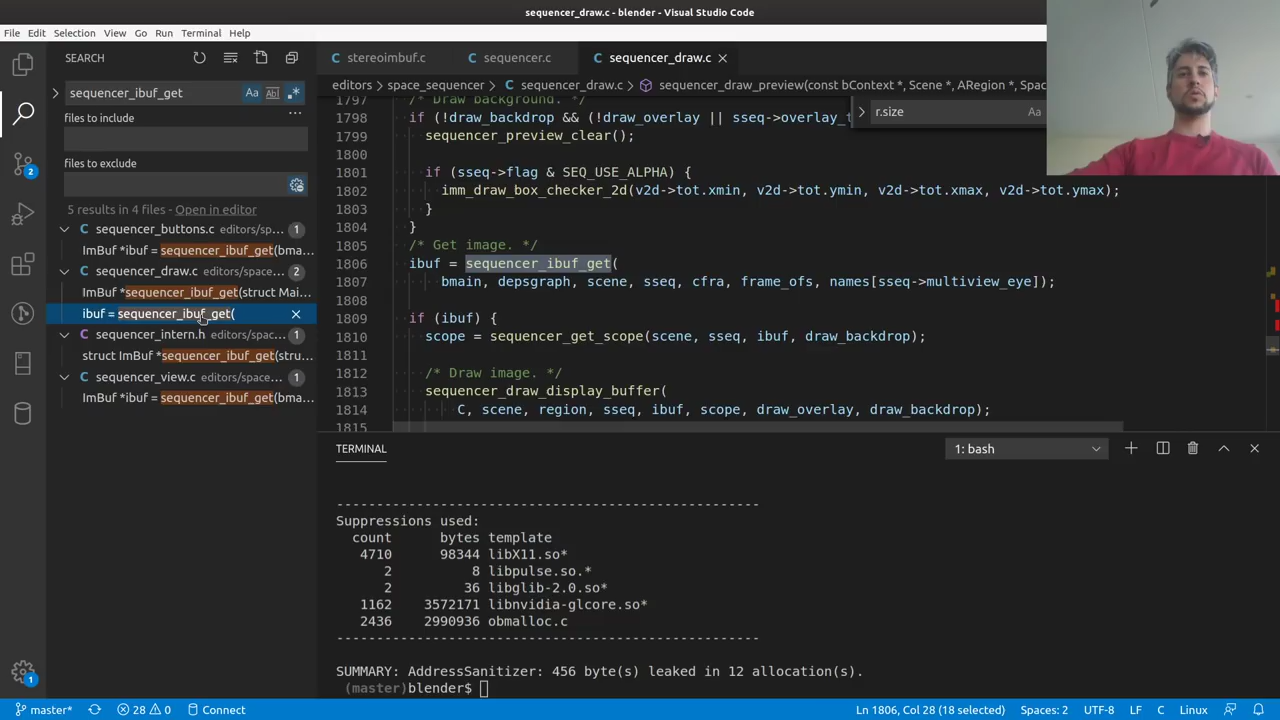 sequencer_draw.c - blender - Visual Studio Code
File Edit Selection View Go Run Terminal Help
SEARCH
sequencer_ibuf_get
Aa
Abl
.*
files to include
files to exclude
5 results in 4 files - Open in editor
sequencer_buttons.c editors/sp... 1
ImBuf *ibuf = sequencer_ibuf_get(bma...
sequencer_draw.c editors/space... 2
ImBuf *sequencer_ibuf_get(struct Mai...
ibuf = sequencer_ibuf_get(
sequencer_intern.h editors/spac... 1
struct ImBuf *sequencer_ibuf_get(stru...
sequencer_view.c editors/space... 1
ImBuf *ibuf = sequencer_ibuf_get(bma...
2
1
stereoimbuf.c
sequencer.c
sequencer_draw.c
editors > space_sequencer > sequencer_draw.c > sequencer_draw_preview(const bContext *, Scene *, ARegion *, Spac
r.size
Aa
1797 /* Draw background. */
1798 if (!draw_backdrop && (!draw_overlay || sseq->overlay_t
1799 sequencer_preview_clear();
1800
1801 if (sseq->flag & SEQ_USE_ALPHA) {
1802 imm_draw_box_checker_2d(v2d->tot.xmin, v2d->tot.ymin, v2d->tot.xmax, v2d->tot.ymax);
1803 }
1804 }
1805 /* Get image. */
1806 ibuf = sequencer_ibuf_get(
1807 bmain, depsgraph, scene, sseq, cfra, frame_ofs, names[sseq->multiview_eye]);
1808
1809 if (ibuf) {
1810 scope = sequencer_get_scope(scene, sseq, ibuf, draw_backdrop);
1811
1812 /* Draw image. */
1813 sequencer_draw_display_buffer(
1814 C, scene, region, sseq, ibuf, scope, draw_overlay, draw_backdrop);
1815
TERMINAL
1: bash
-----------------------------------------------------
Suppressions used:
count bytes template
4710 98344 libX11.so*
2 8 libpulse.so.*
2 36 libglib-2.0.so*
1162 3572171 libnvidia-glcore.so*
2436 2990936 obmalloc.c
-----------------------------------------------------
SUMMARY: AddressSanitizer: 456 byte(s) leaked in 12 allocation(s).
(master)blender$
master* 28 0 Connect
Ln 1806, Col 28 (18 selected) Spaces: 2 UTF-8 LF C Linux